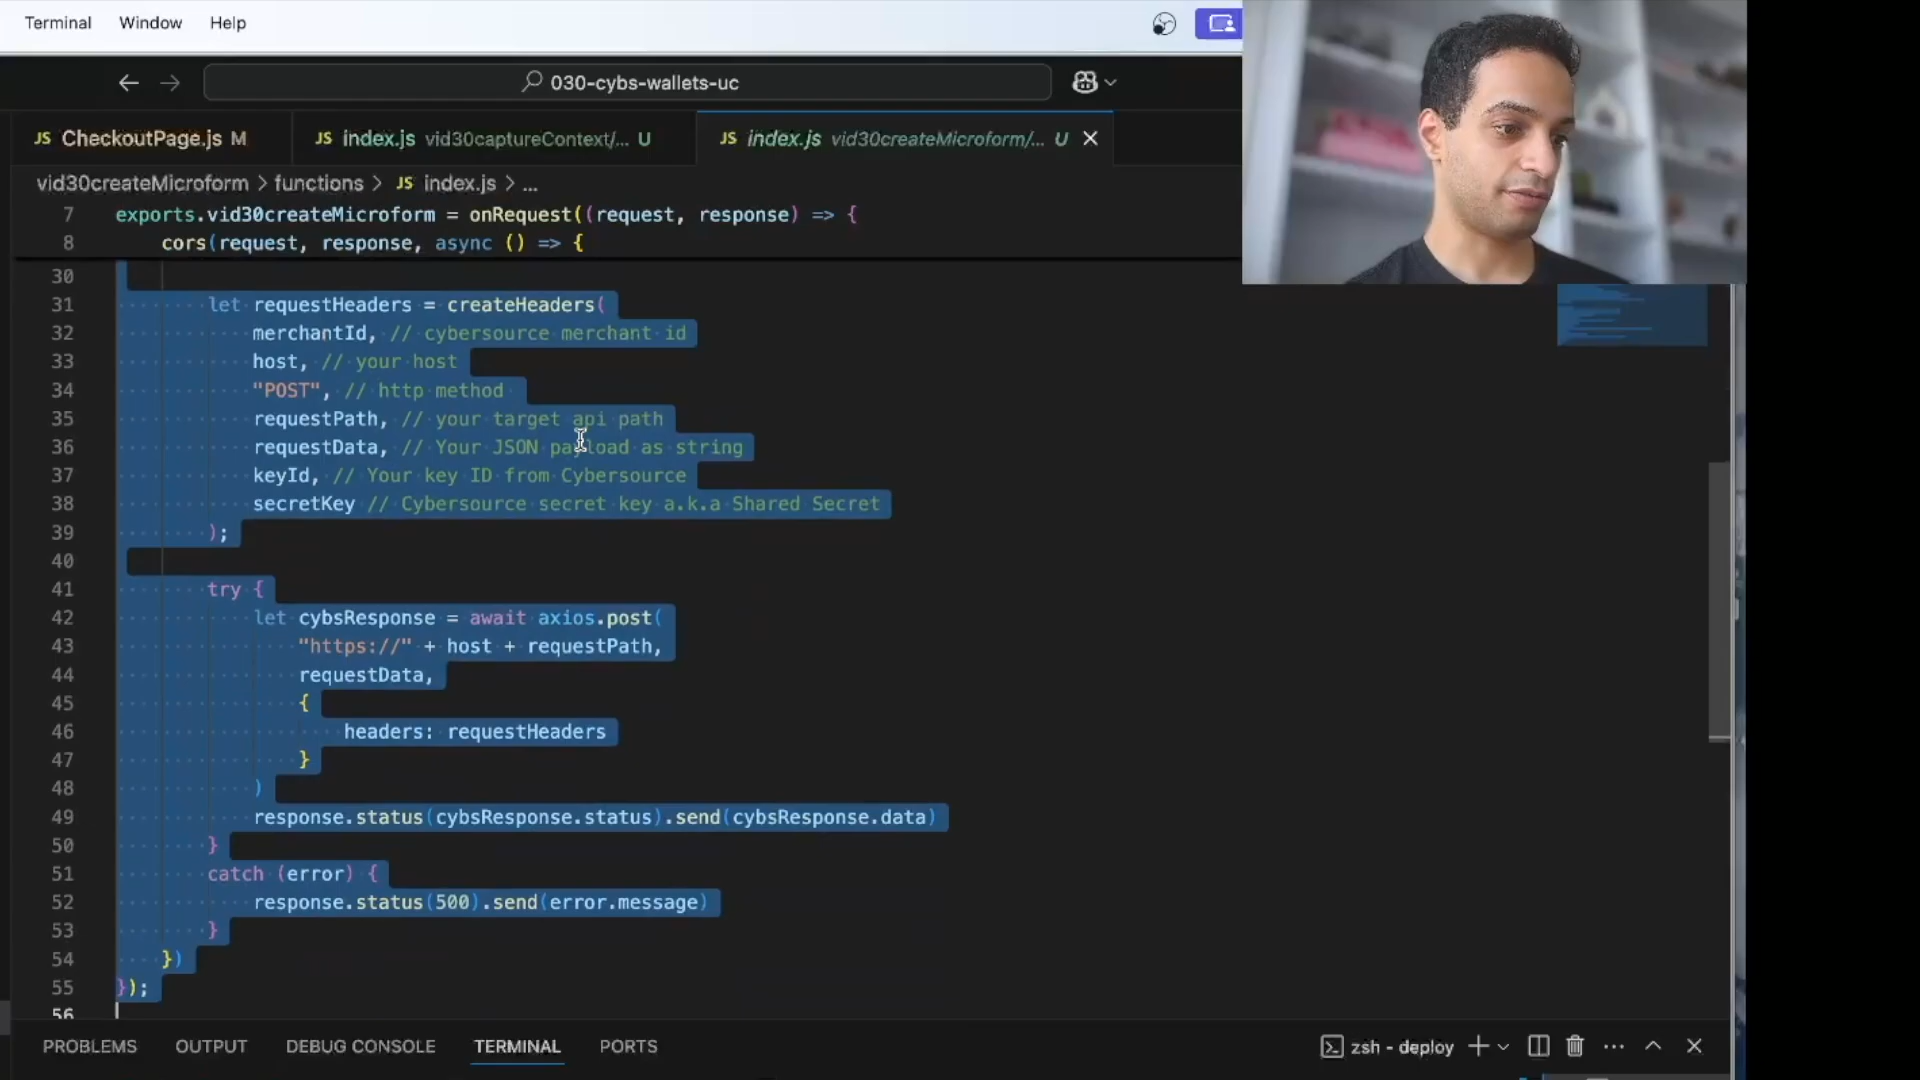 Terminal Window Help
030-cybs-wallets-uc
JS CheckoutPage.js M JS index.js vid30captureContext/... U JS index.js vid30createMicroform/... U
vid30createMicroform > functions > JS index.js > ...
7 exports.vid30createMicroform = onRequest((request, response) => {
8 cors(request, response, async () => {
30
31 let requestHeaders = createHeaders(
32 merchantId, // cybersource merchant id
33 host, // your host
34 "POST", // http method
35 requestPath, // your target api path
36 requestData, // Your JSON payload as string
37 keyId, // Your key ID from Cybersource
38 secretKey // Cybersource secret key a.k.a Shared Secret
39 );
40
41 try {
42 let cybsResponse = await axios.post(
43 "https://" + host + requestPath,
44 requestData,
45 {
46 headers: requestHeaders
47 }
48 )
49 response.status(cybsResponse.status).send(cybsResponse.data)
50 }
51 catch (error) {
52 response.status(500).send(error.message)
53 }
54 })
55 });
56
PROBLEMS OUTPUT DEBUG CONSOLE TERMINAL PORTS zsh - deploy